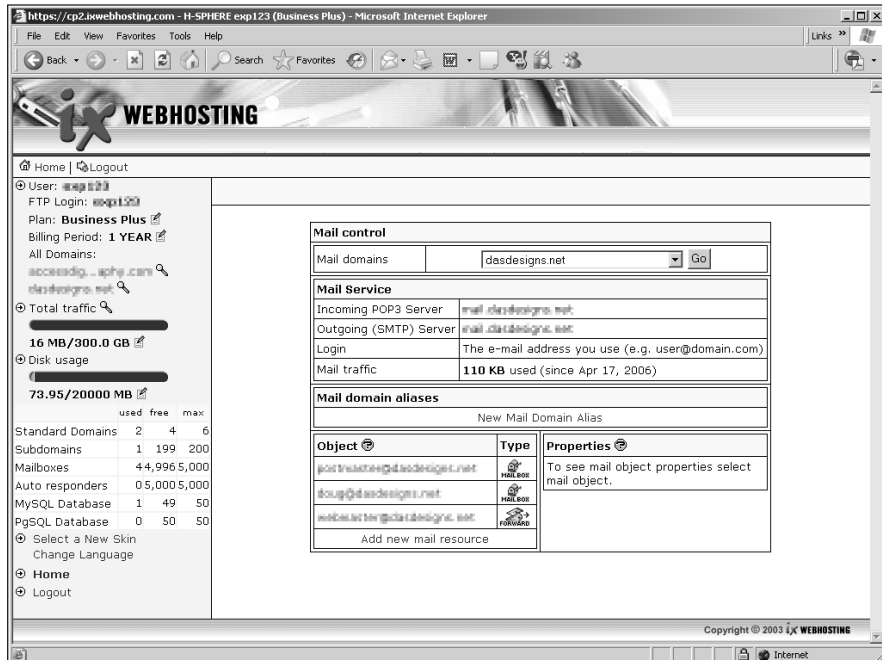 https://cp2.ixwebhosting.com - H-SPHERE exp123 (Business Plus) - Microsoft Internet Explorer
File Edit View Favorites Tools Help
Links »
Back Search Favorites
ix WEBHOSTING
Home | Logout
User:
FTP Login:
Plan: Business Plus
Billing Period: 1 YEAR
All Domains:
Total traffic
16 MB/300.0 GB
Disk usage
73.95/20000 MB
used free max
Standard Domains 2 4 6
Subdomains 1 199 200
Mailboxes 4 4,996 5,000
Auto responders 0 5,000 5,000
MySQL Database 1 49 50
PgSQL Database 0 50 50
Select a New Skin
Change Language
Home
Logout
Mail control
Mail domains dasdesigns.net Go
Mail Service
Incoming POP3 Server
Outgoing (SMTP) Server
Login The e-mail address you use (e.g. user@domain.com)
Mail traffic 110 KB used (since Apr 17, 2006)
Mail domain aliases
New Mail Domain Alias
Object Type Properties
MAIL BOX
MAIL BOX
FORWARD
To see mail object properties select
mail object.
Add new mail resource
Copyright © 2003 ix WEBHOSTING
Internet